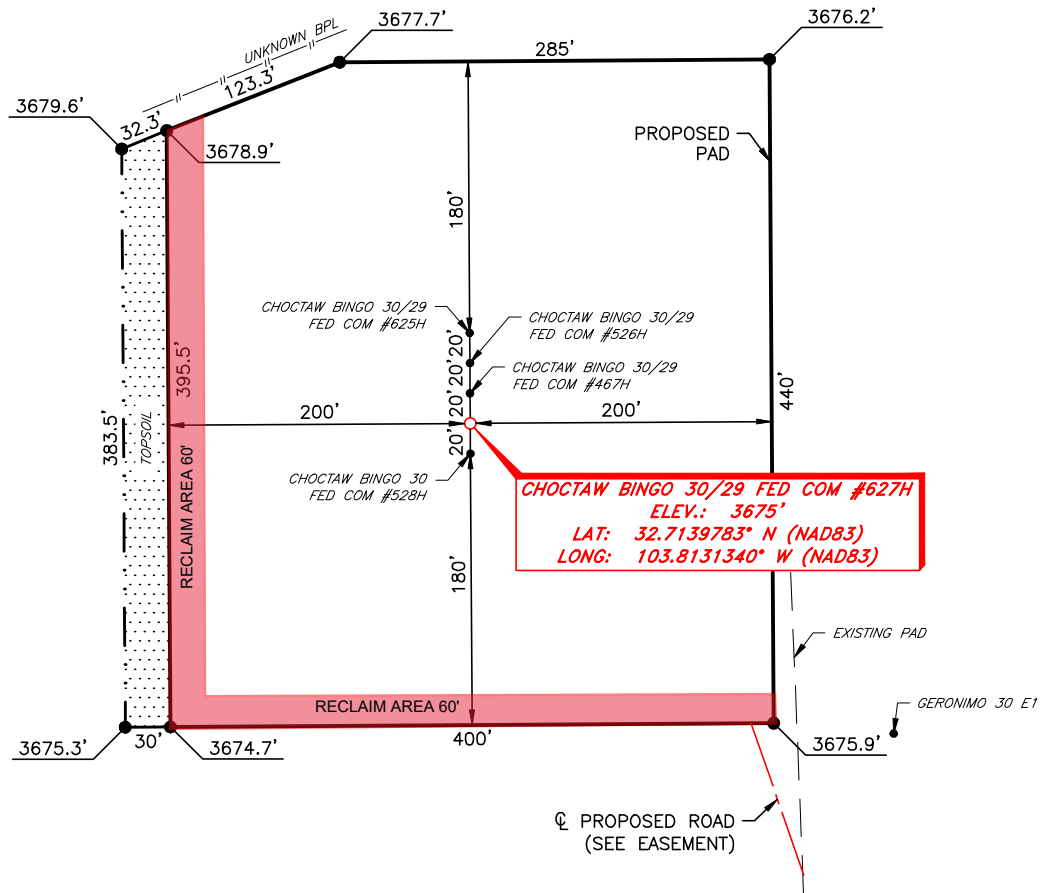 3677.7'
3676.2'
UNKNOWN BPL
285'
123.3'
3679.6'
32.3'
3678.9'
PROPOSED
PAD
180'
CHOCTAW BINGO 30/29
FED COM #625H
CHOCTAW BINGO 30/29
FED COM #526H
20'
20'
CHOCTAW BINGO 30/29
FED COM #467H
20'
395.5'
440'
200'
200'
383.5'
TOPSOIL
20'
CHOCTAW BINGO 30
FED COM #528H
CHOCTAW BINGO 30/29 FED COM #627H
ELEV.: 3675'
LAT: 32.7139783° N (NAD83)
LONG: 103.8131340° W (NAD83)
RECLAIM AREA 60'
180'
EXISTING PAD
RECLAIM AREA 60'
GERONIMO 30 E1
3675.3'
30'
3674.7'
400'
3675.9'
℄ PROPOSED ROAD
(SEE EASEMENT)